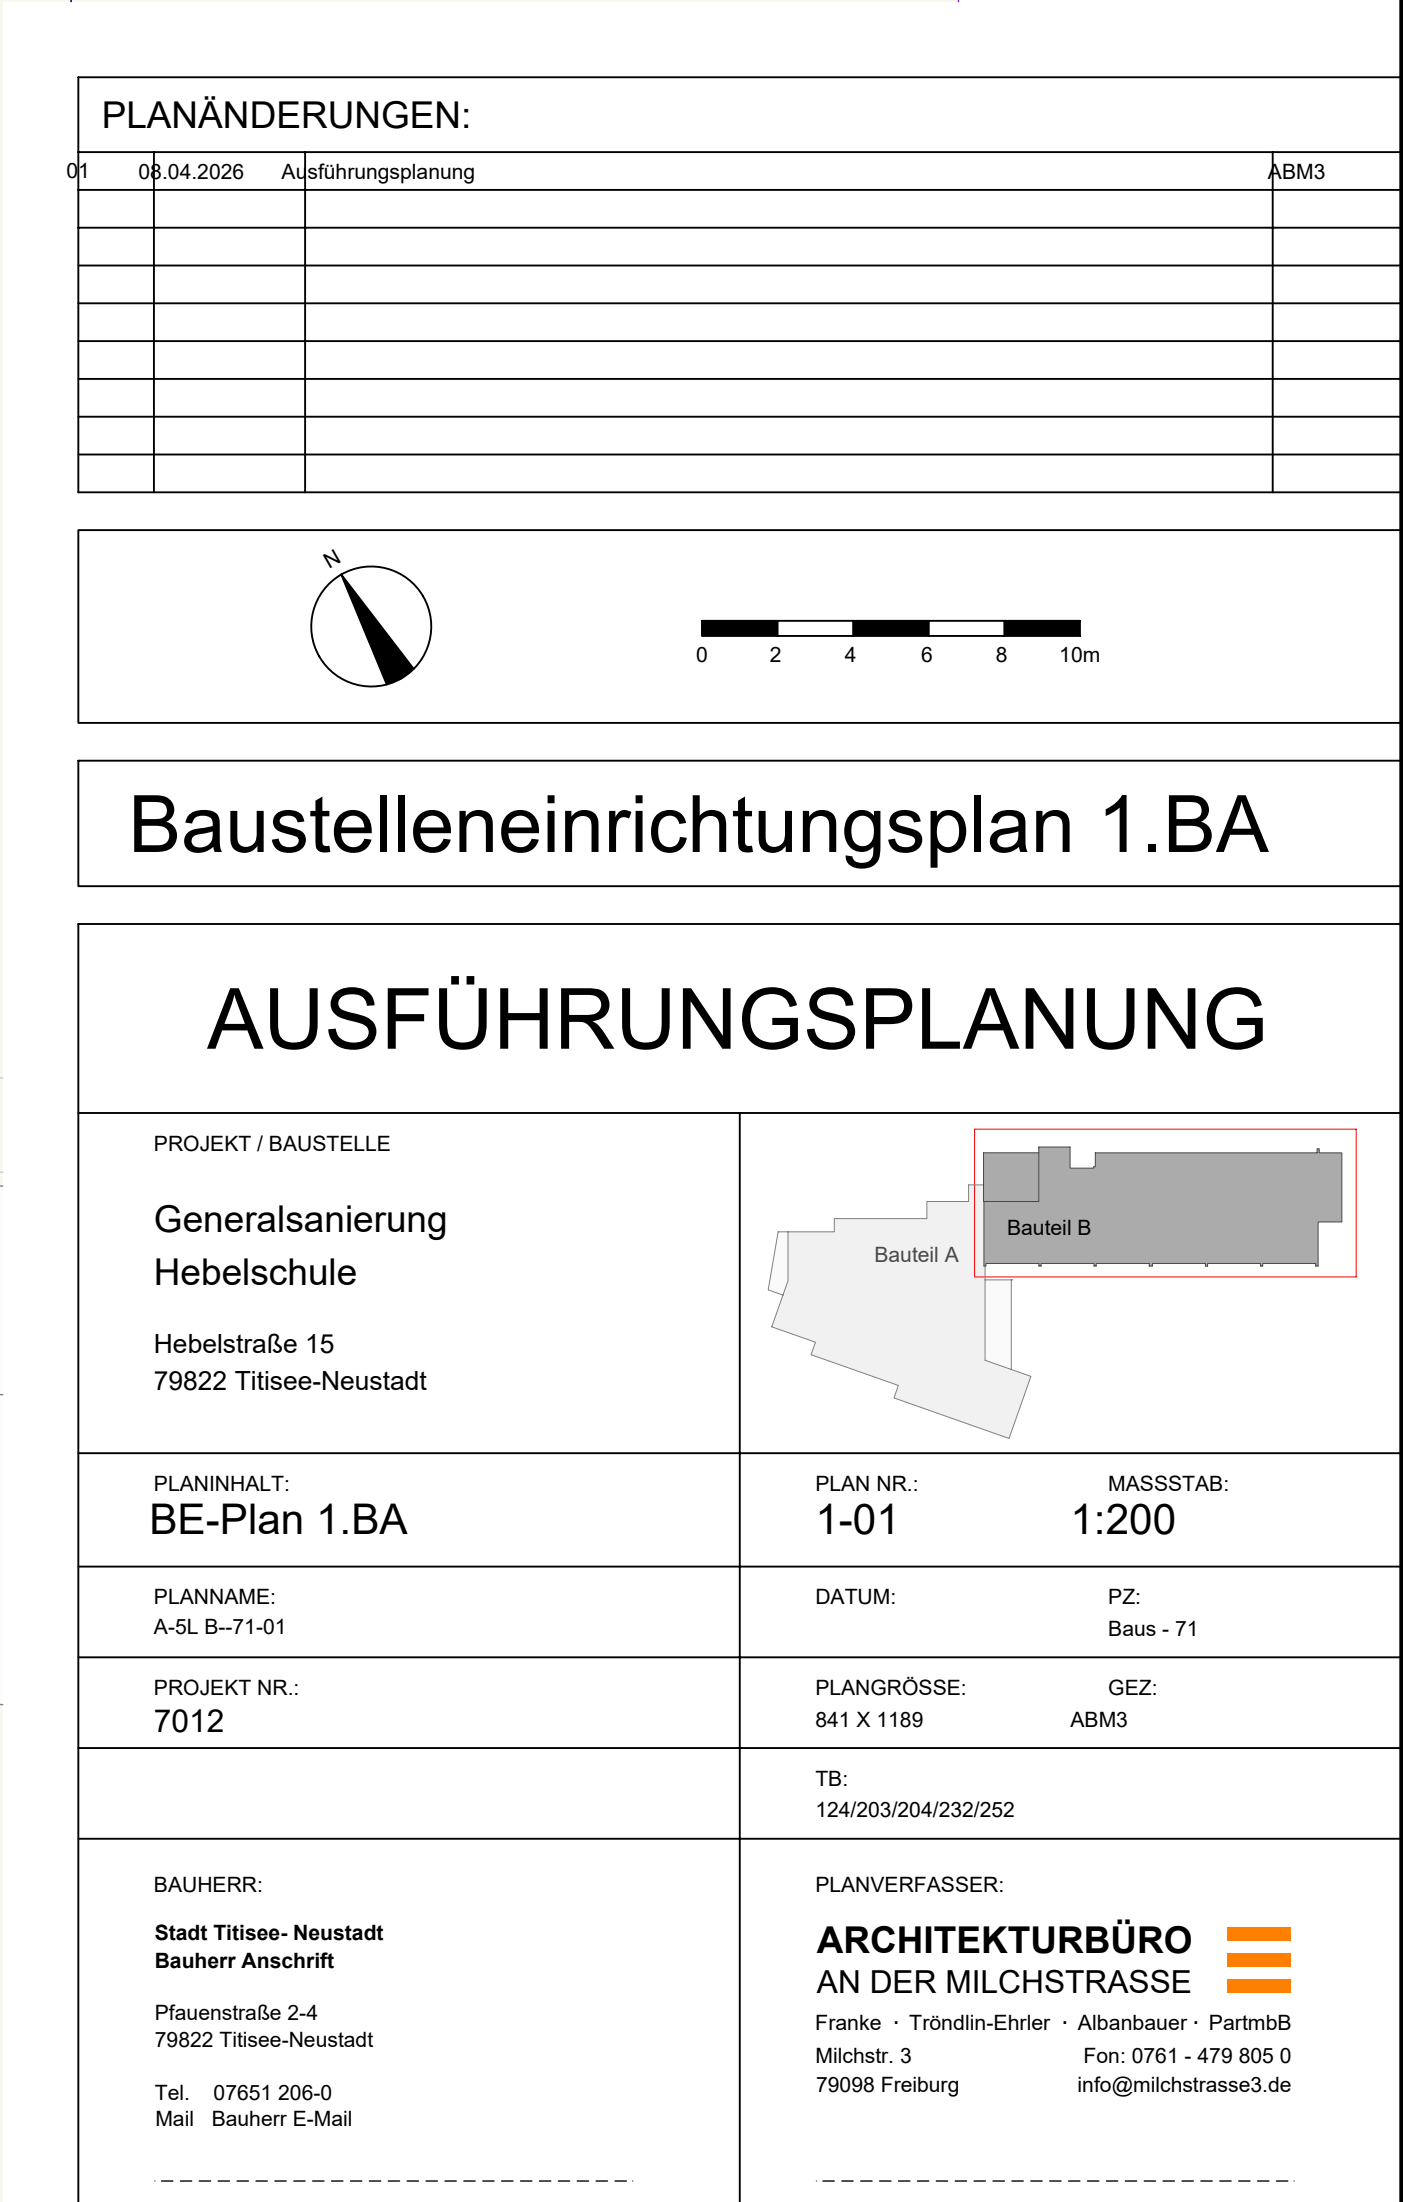 PLANÄNDERUNGEN:
01 08.04.2026 Ausführungsplanung ABM3
N
0 2 4 6 8 10m
Baustelleneinrichtungsplan 1.BA
AUSFÜHRUNGSPLANUNG
PROJEKT / BAUSTELLE
Generalsanierung
Hebelschule
Hebelstraße 15
79822 Titisee-Neustadt
Bauteil B
Bauteil A
PLANINHALT:
BE-Plan 1.BA
PLAN NR.: MASSSTAB:
1-01 1:200
PLANNAME:
A-5L B--71-01
DATUM: PZ:
Baus - 71
PROJEKT NR.:
7012
PLANGRÖSSE: GEZ:
841 X 1189 ABM3
TB:
124/203/204/232/252
BAUHERR:
Stadt Titisee- Neustadt
Bauherr Anschrift
Pfauenstraße 2-4
79822 Titisee-Neustadt
Tel. 07651 206-0
Mail Bauherr E-Mail
PLANVERFASSER:
ARCHITEKTURBÜRO
AN DER MILCHSTRASSE
Franke · Tröndlin-Ehrler · Albanbauer · PartmbB
Milchstr. 3 Fon: 0761 - 479 805 0
79098 Freiburg info@milchstrasse3.de